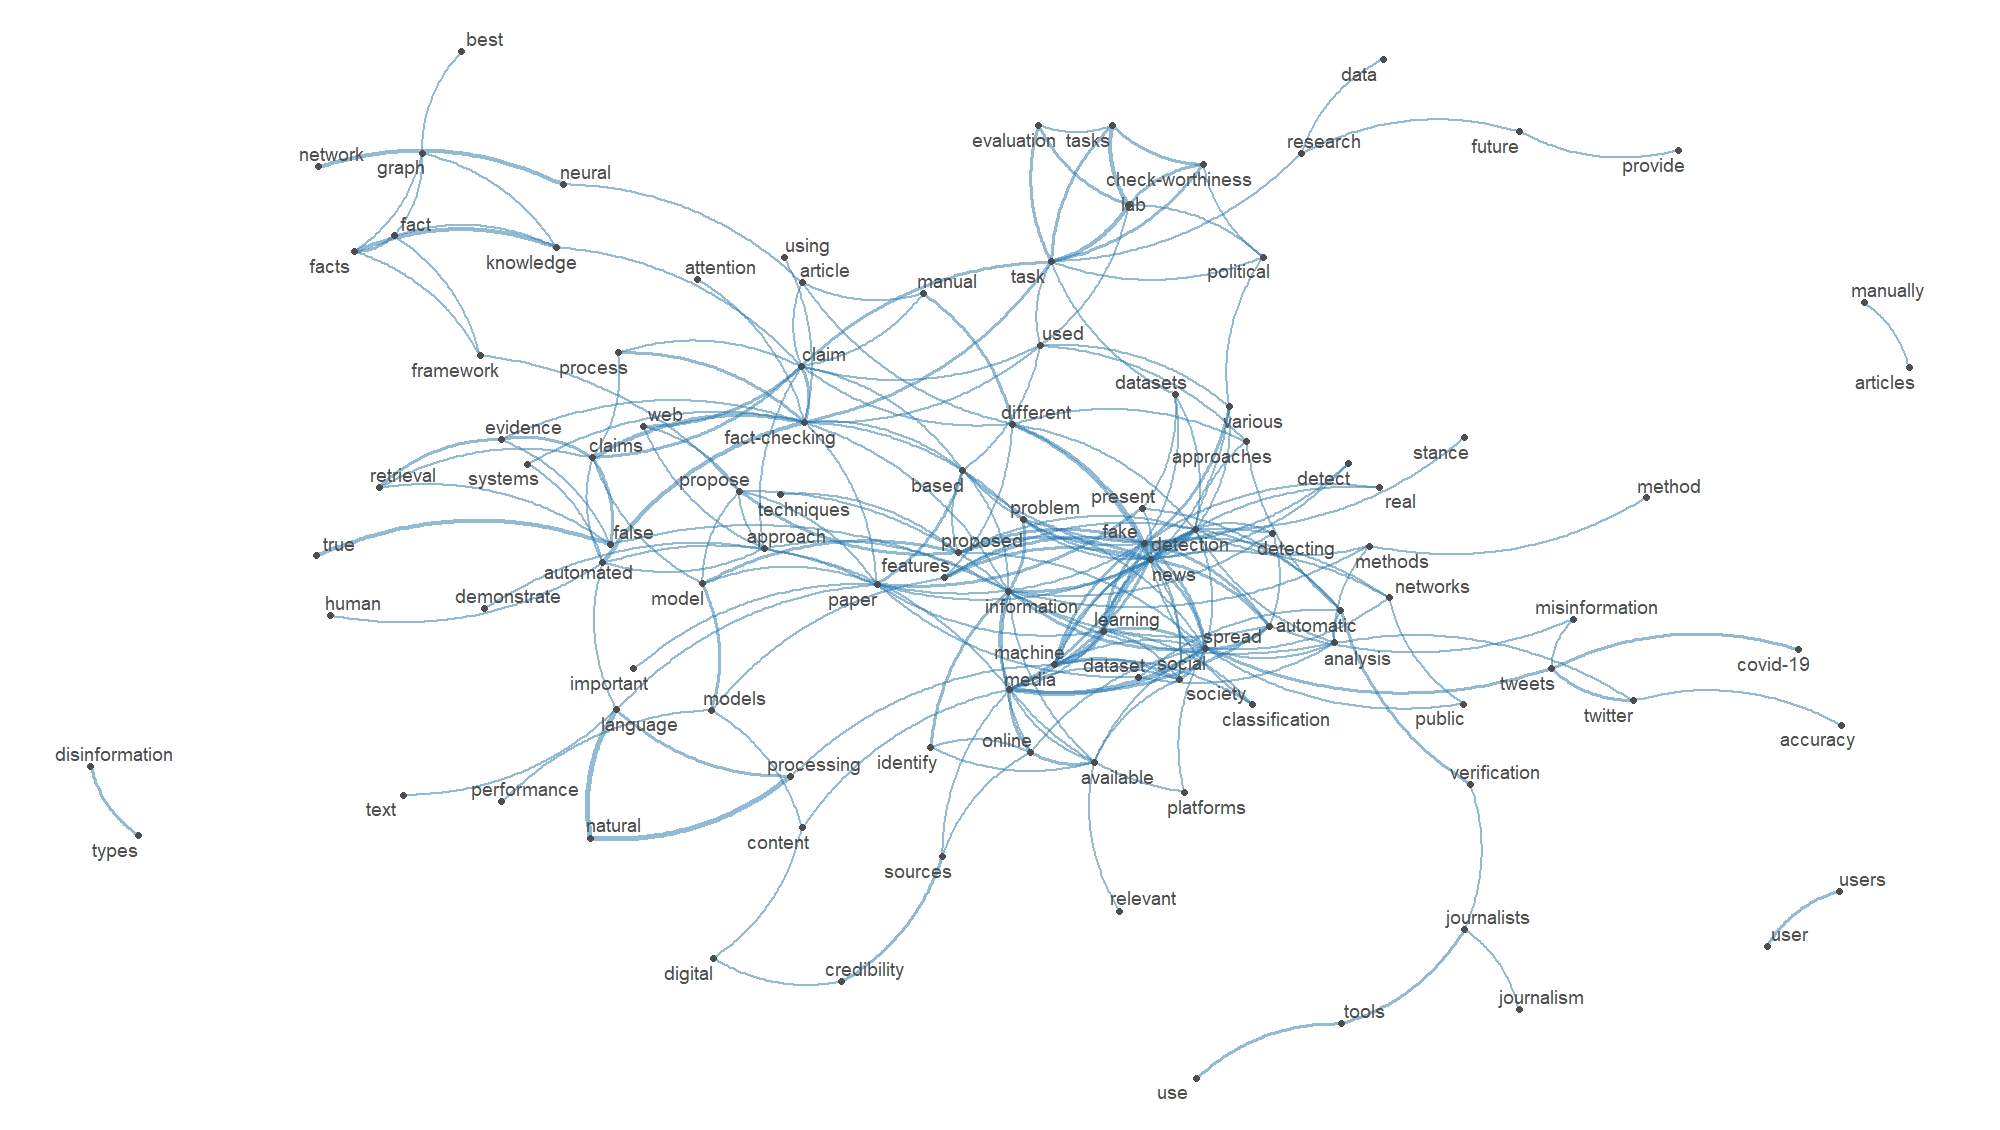 best
data
evaluation
tasks
research
future
provide
network
graph
neural
check-worthiness
lab
fact
facts
knowledge
using
attention
article
manual
task
political
manually
articles
used
claim
process
framework
datasets
web
different
various
evidence
claims
fact-checking
approaches
stance
retrieval
systems
propose
based
detect
real
method
techniques
problem
present
true
false
approach
proposed
fake
detection
detecting
automated
features
news
methods
networks
human
demonstrate
model
paper
information
learning
spread
automatic
misinformation
machine
dataset
social
analysis
covid-19
important
models
media
society
tweets
language
classification
public
twitter
disinformation
online
accuracy
processing
identify
available
verification
text
performance
platforms
types
natural
content
sources
relevant
users
journalists
user
digital
credibility
journalism
tools
use